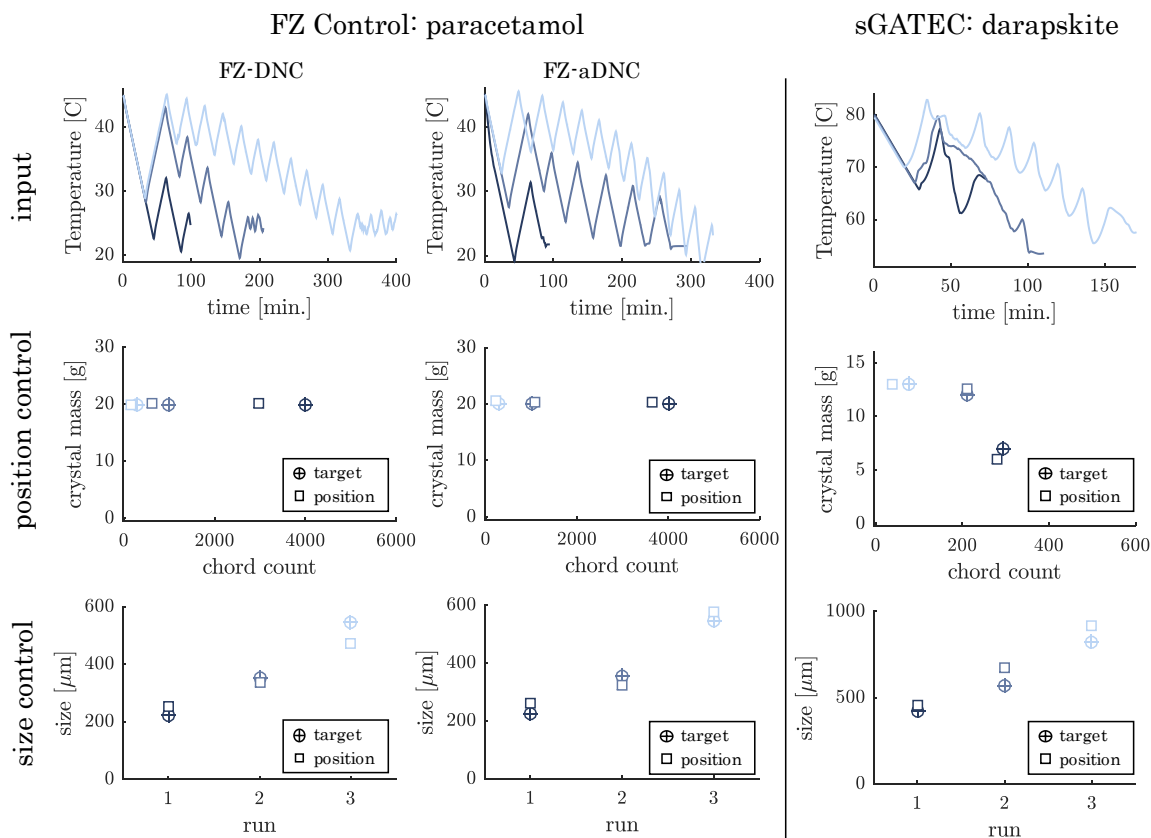 FZ Control: paracetamol
sGATEC: darapskite
FZ-DNC
FZ-aDNC
input
Temperature [C]
40
30
20
0
100
200
300
400
time [min.]
Temperature [C]
40
30
20
0
100
200
300
400
time [min.]
Temperature [C]
80
70
60
0
50
100
150
time [min.]
position control
crystal mass [g]
30
20
10
0
0
2000
4000
6000
chord count
target
position
crystal mass [g]
30
20
10
0
0
2000
4000
6000
chord count
target
position
crystal mass [g]
15
10
5
0
0
200
400
600
chord count
target
position
size control
size [μm]
600
400
200
0
1
2
3
run
target
position
size [μm]
600
400
200
0
1
2
3
run
target
position
size [μm]
1000
500
0
1
2
3
run
target
position